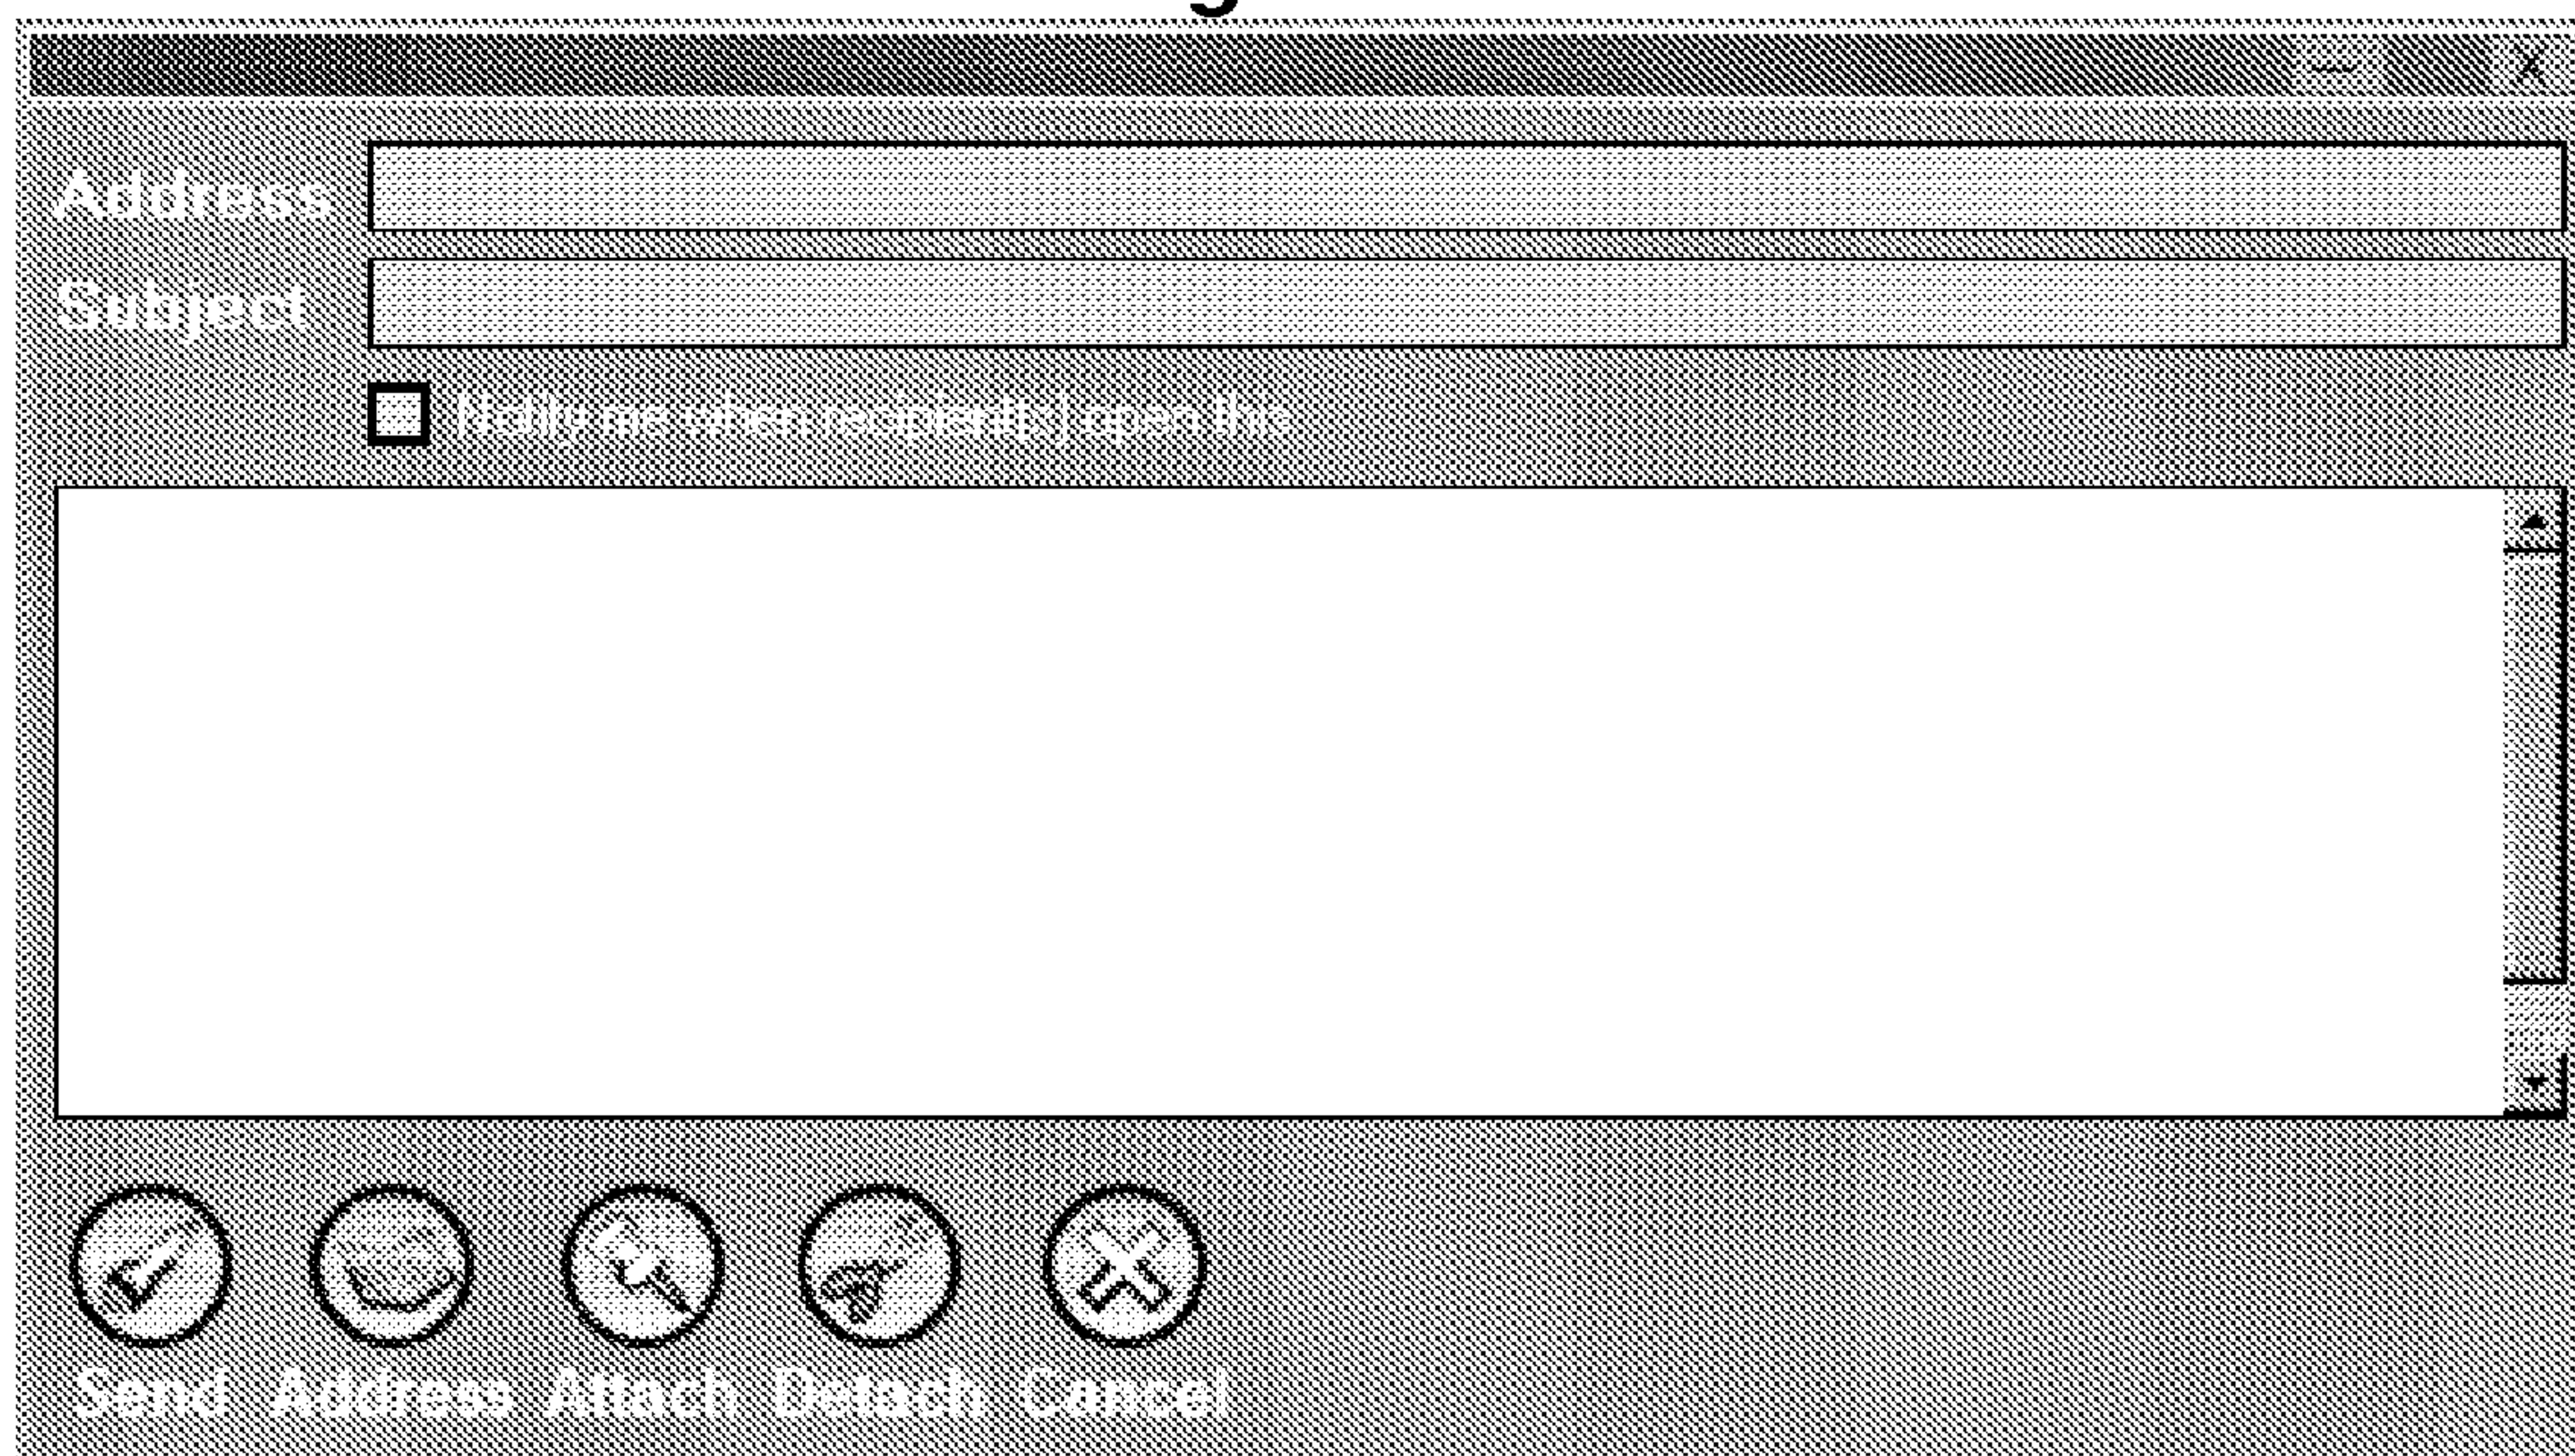 Address
Subject
Notify me when recipient(s) open this
Send Address Attach Detach Cancel